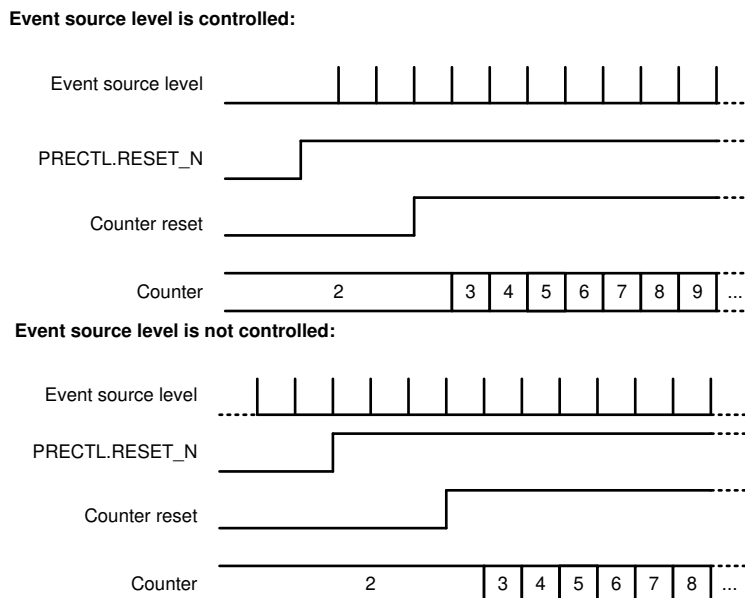 Event source level is controlled:
Event source level
PRECTL.RESET_N
Counter reset
Counter 2 3 4 5 6 7 8 9 ...
Event source level is not controlled:
Event source level
PRECTL.RESET_N
Counter reset
Counter 2 3 4 5 6 7 8 ...